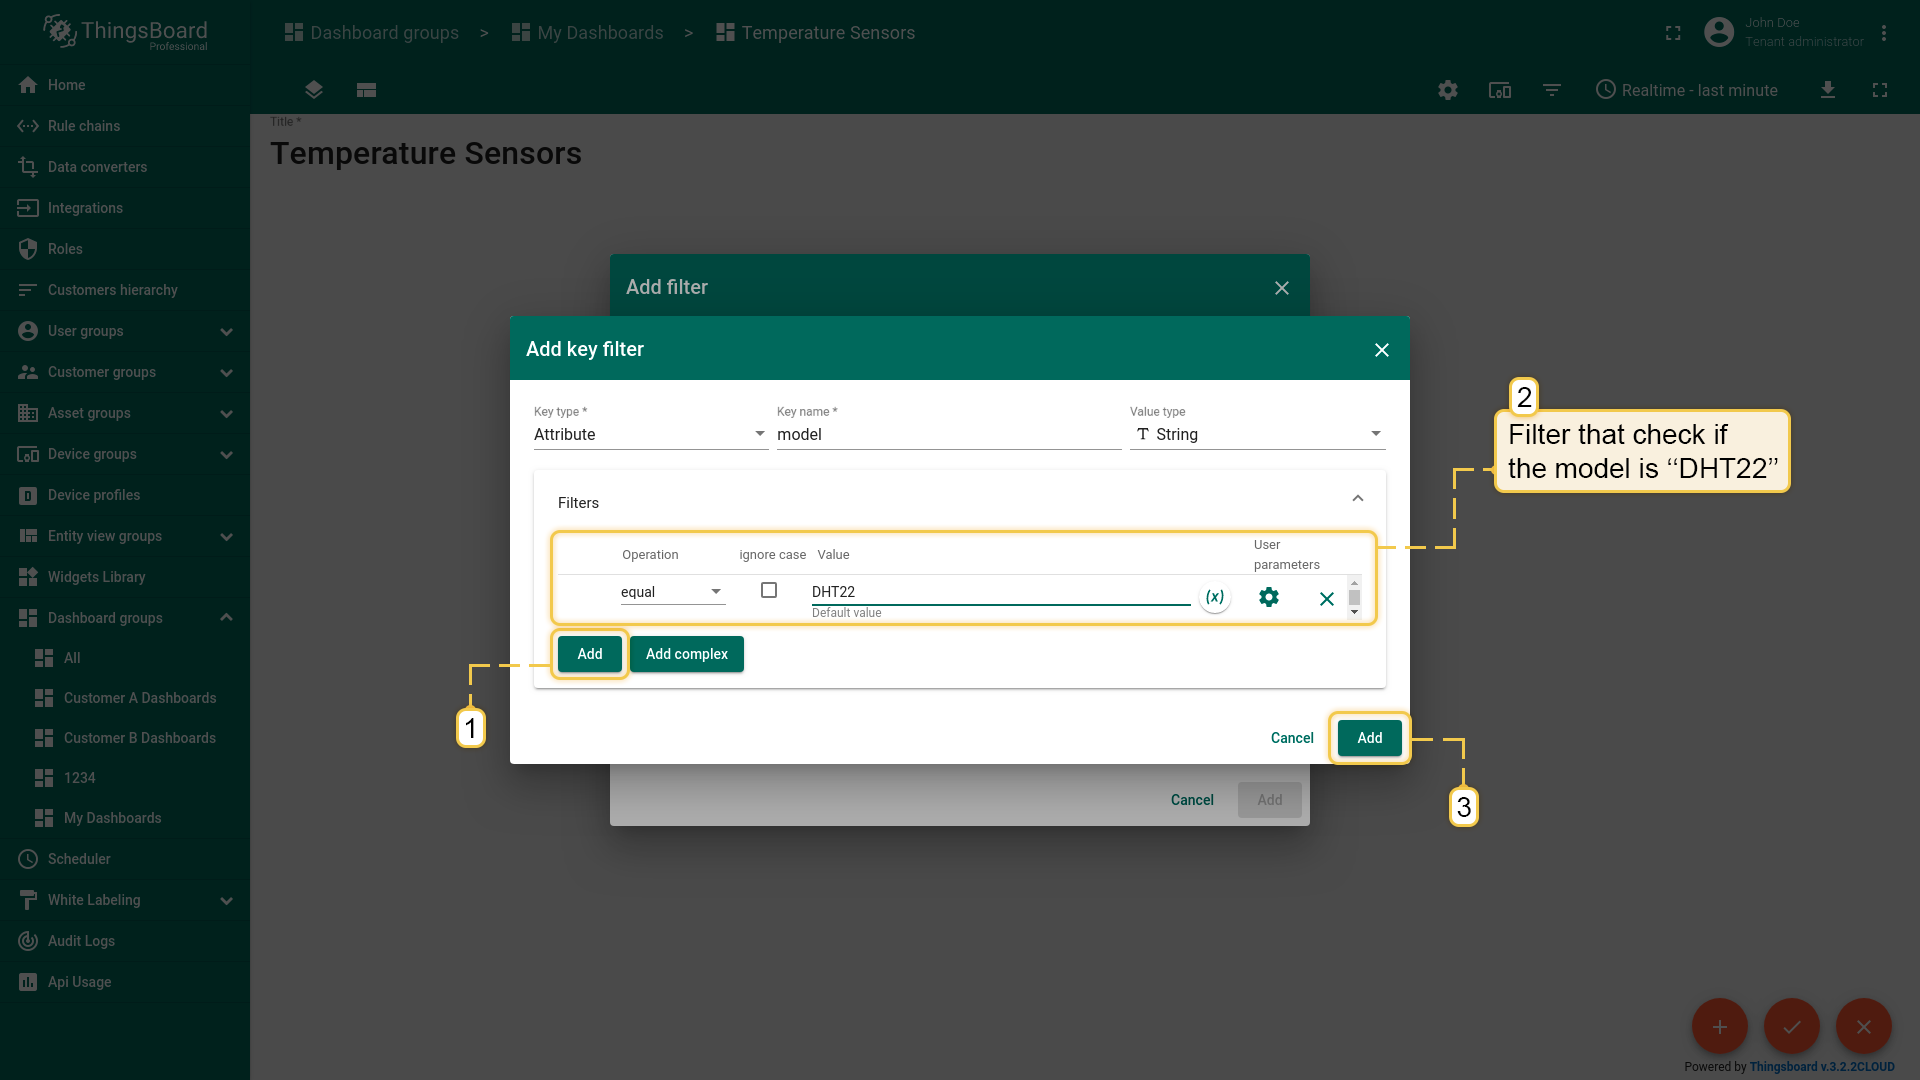 ThingsBoard
Professional
Dashboard groups > My Dashboards > Temperature Sensors
John Doe
Tenant administrator
Realtime - last minute
Home
Rule chains
Data converters
Integrations
Roles
Customers hierarchy
User groups
Customer groups
Asset groups
Device groups
Device profiles
Entity view groups
Widgets Library
Dashboard groups
All
Customer A Dashboards
Customer B Dashboards
1234
My Dashboards
Scheduler
White Labeling
Audit Logs
Api Usage
Title *
Temperature Sensors
Add filter
Add key filter
Key type * Key name * Value type
Attribute model T String
Filters
Operation ignore case Value User parameters
equal DHT22 (x)
Default value
Add Add complex
Cancel Add
Cancel Add
1
2
Filter that check if
the model is “DHT22”
3
Powered by Thingsboard v.3.2.2CLOUD